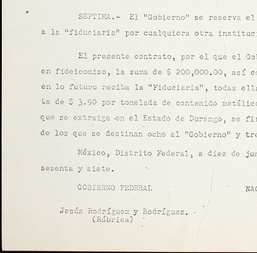 SEPTIMA.- El "Gobierno" se reserva el
a la "fiduciaria" por cualquiera otra institu
El presente contrato, por el que el Gob
en fideicomiso, la suma de $ 200,000.00, así c
en lo futuro reciba la "Fiduciaria", todas ella
ta de $ 3.90 por tonelada de contenido metálic
que se extraiga en el Estado de Durango, se fi
de los que se destinan ocho al "Gobierno" y tre
México, Distrito Federal, a diez de jun
sesenta y siete.
GOBIERNO FEDERAL NAC
Jesús Rodríguez y Rodríguez.
(Rúbrica)